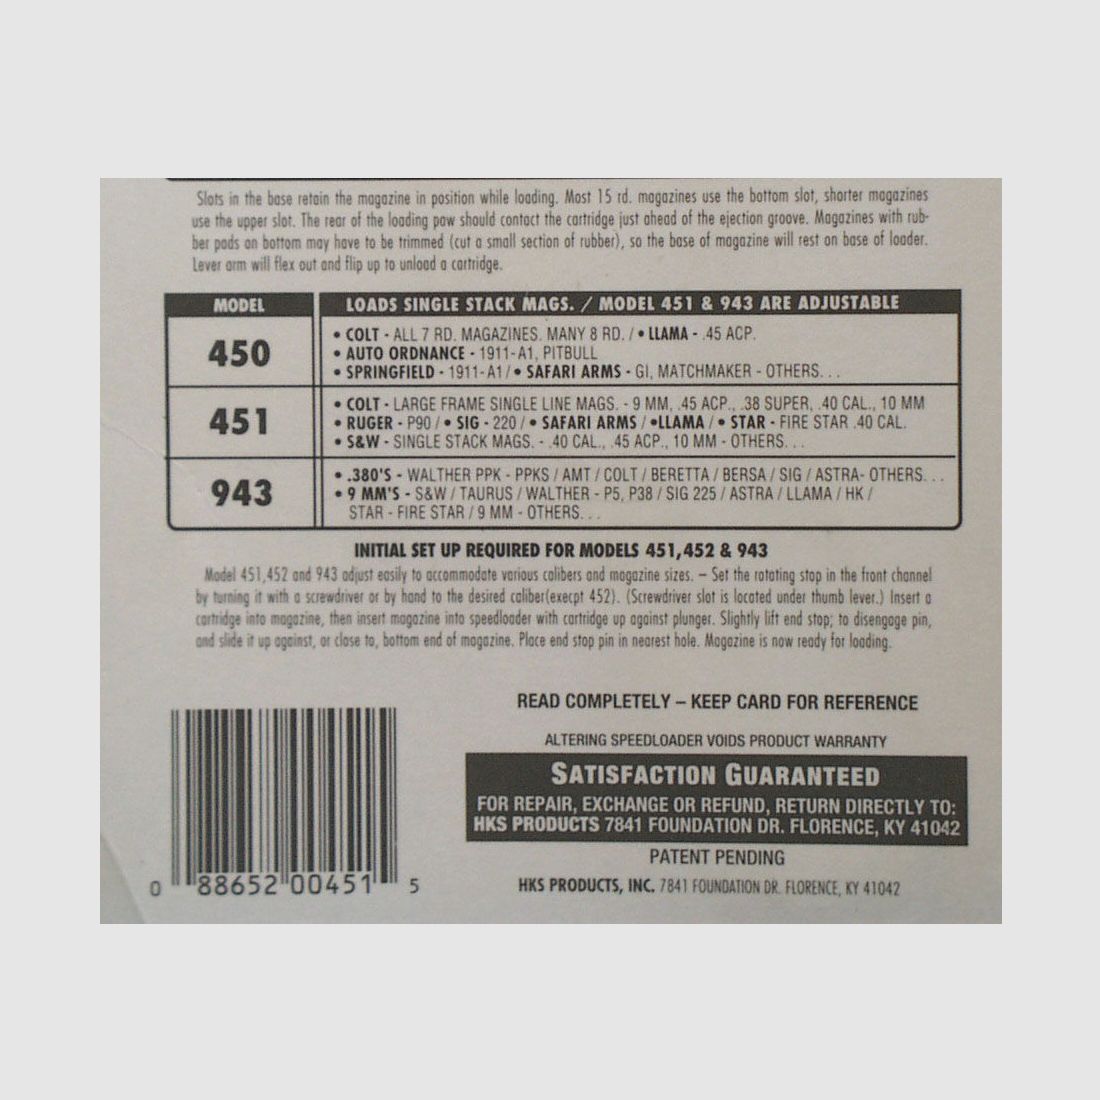 Slots in the base retain the magazine in position while loading. Most 15 rd. magazines use the bottom slot, shorter magazines
use the upper slot. The rear of the loading paw should contact the cartridge just ahead of the ejection groove. Magazines with rub-
ber pads on bottom may have to be trimmed (cut a small section of rubber), so the base of magazine will rest on base of loader.
Lever arm will flex out and flip up to unload a cartridge.
MODEL LOADS SINGLE STACK MAGS. / MODEL 451 & 943 ARE ADJUSTABLE
450
• COLT - ALL 7 RD. MAGAZINES. MANY 8 RD. / • LLAMA - .45 ACP.
• AUTO ORDNANCE - 1911-A1, PITBULL
• SPRINGFIELD - 1911-A1 / • SAFARI ARMS - GI, MATCHMAKER - OTHERS. . .
451
• COLT - LARGE FRAME SINGLE LINE MAGS. - 9 MM, .45 ACP., .38 SUPER, .40 CAL., 10 MM
• RUGER - P90 / • SIG - 220 / • SAFARI ARMS / •LLAMA / • STAR - FIRE STAR .40 CAL.
• S&W - SINGLE STACK MAGS. - .40 CAL., .45 ACP., 10 MM - OTHERS. . .
943
• .380'S - WALTHER PPK - PPKS / AMT / COLT / BERETTA / BERSA / SIG / ASTRA- OTHERS. . .
• 9 MM'S - S&W / TAURUS / WALTHER - P5, P38 / SIG 225 / ASTRA / LLAMA / HK /
STAR - FIRE STAR / 9 MM - OTHERS. . .
INITIAL SET UP REQUIRED FOR MODELS 451,452 & 943
Model 451,452 and 943 adjust easily to accommodate various calibers and magazine sizes. – Set the rotating stop in the front channel
by turning it with a screwdriver or by hand to the desired caliber(execpt 452). (Screwdriver slot is located under thumb lever.) Insert a
cartridge into magazine, then insert magazine into speedloader with cartridge up against plunger. Slightly lift end stop; to disengage pin,
and slide it up against, or close to, bottom end of magazine. Place end stop pin in nearest hole. Magazine is now ready for loading.
READ COMPLETELY – KEEP CARD FOR REFERENCE
ALTERING SPEEDLOADER VOIDS PRODUCT WARRANTY
SATISFACTION GUARANTEED
FOR REPAIR, EXCHANGE OR REFUND, RETURN DIRECTLY TO:
HKS PRODUCTS 7841 FOUNDATION DR. FLORENCE, KY 41042
PATENT PENDING
HKS PRODUCTS, INC. 7841 FOUNDATION DR. FLORENCE, KY 41042
0 88652 00451 5